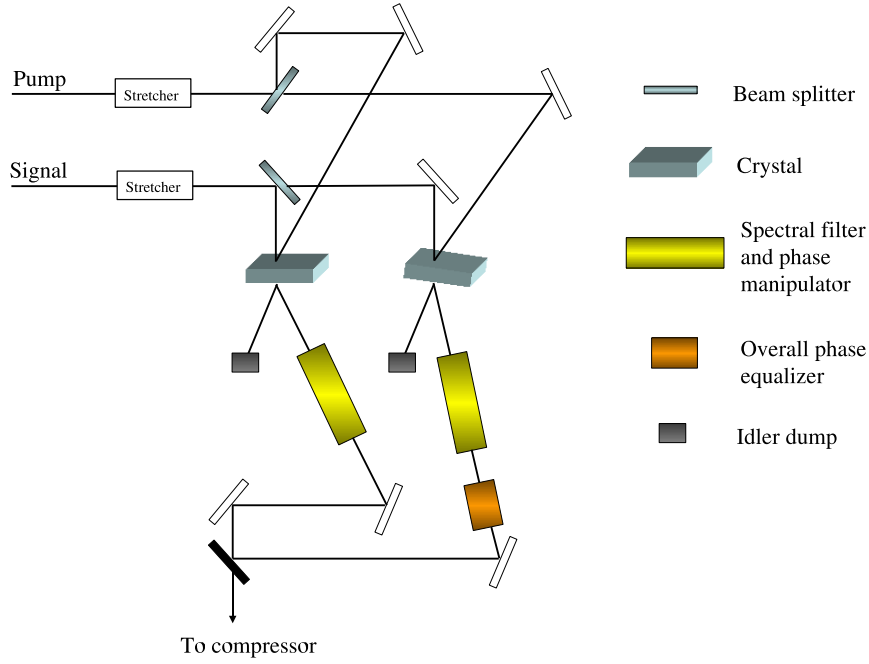 Pump
Stretcher
Signal
Stretcher
To compressor
Beam splitter
Crystal
Spectral filter
and phase
manipulator
Overall phase
equalizer
Idler dump